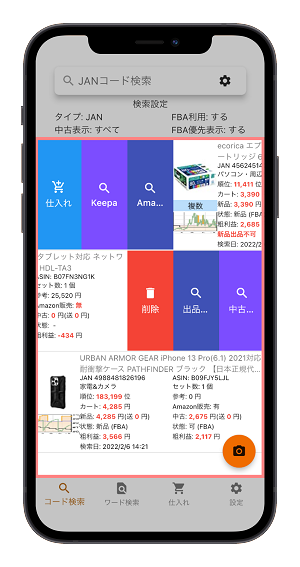 JANコード検索
検索設定
タイプ: JAN
FBA利用: する
中古表示: すべて
FBA優先表示: する
仕入れ
Keepa
Ama...
複数
ecorica エプ
ートリッジ 6
JAN 45624514
パソコン・周辺
順位: 11,411 位
カート: 3,390
新品: 3,390 円
状態: 新品 (FBA)
粗利益: 2,685
新品出品不可
検索日: 2022/2
タブレット対応 ネットワ
HDL-TA3
ASIN: B07FN3NG1K
セット数: 1 個
参考: 25,520 円
Amazon販売: 無
中古: 0 円(送 0 円)
状態: -
粗利益: -434 円
削除
出品...
中古...
URBAN ARMOR GEAR iPhone 13 Pro(6.1) 2021対応
耐衝撃ケース PATHFINDER ブラック 【日本正規代...
JAN 4984481826196
家電&カメラ
順位: 183,199 位
カート: 4,285 円
新品: 4,285 円(送 0 円)
状態: 新品 (FBA)
粗利益: 3,566 円
検索日: 2022/2/6 14:21
ASIN: B09FJY5LJL
セット数: 1 個
参考: 0 円
Amazon販売: 有
中古: 2,675 円(送 0 円)
状態: 可 (FBA)
粗利益: 2,117 円
コード検索
ワード検索
仕入れ
設定